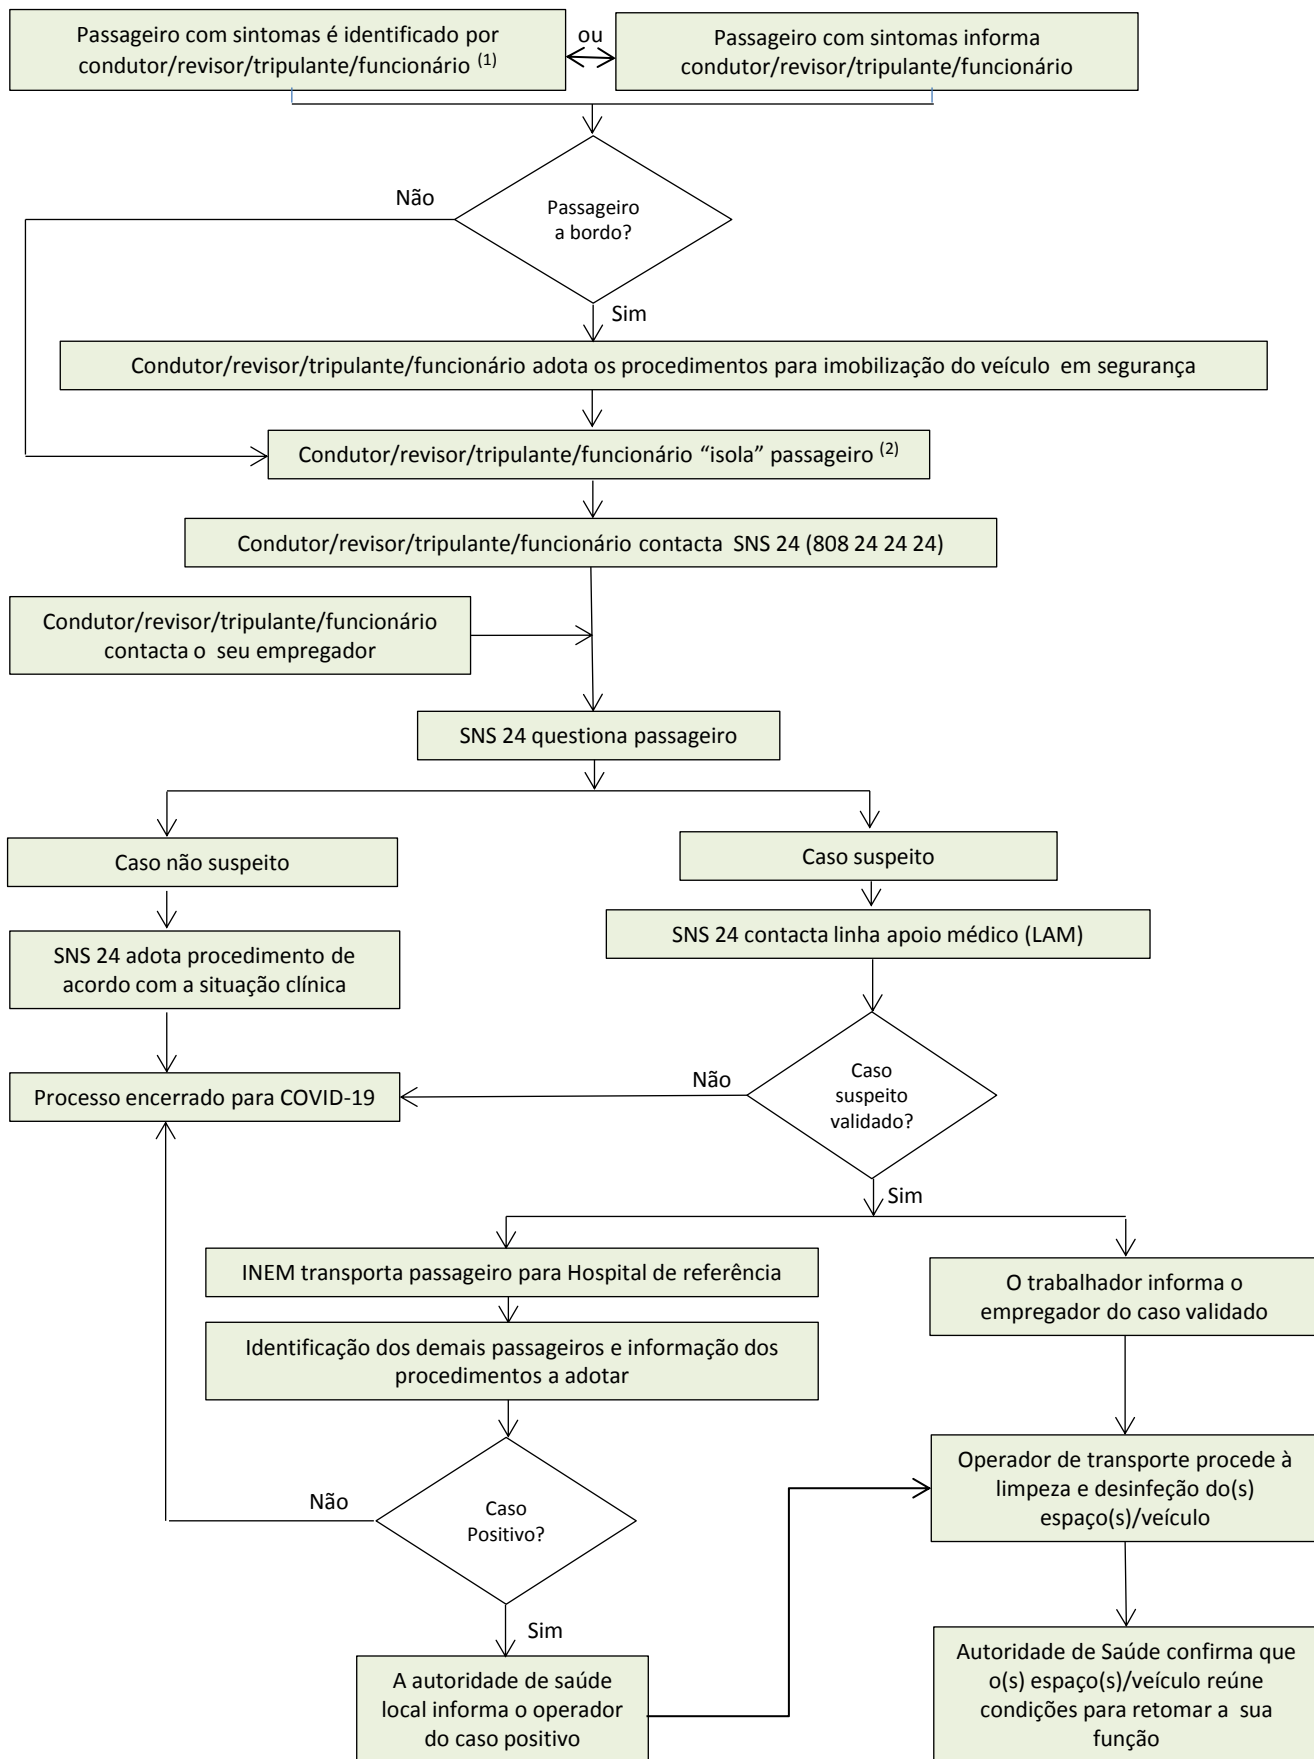 Passageiro com sintomas é identificado por
condutor/revisor/tripulante/funcionário (1)
ou
Passageiro com sintomas informa
condutor/revisor/tripulante/funcionário
Não
Passageiro
a bordo?
Sim
Condutor/revisor/tripulante/funcionário adota os procedimentos para imobilização do veículo em segurança
Condutor/revisor/tripulante/funcionário “isola” passageiro (2)
Condutor/revisor/tripulante/funcionário contacta SNS 24 (808 24 24 24)
Condutor/revisor/tripulante/funcionário
contacta o seu empregador
SNS 24 questiona passageiro
Caso não suspeito
Caso suspeito
SNS 24 adota procedimento de
acordo com a situação clínica
SNS 24 contacta linha apoio médico (LAM)
Processo encerrado para COVID-19
Não
Caso
suspeito
validado?
Sim
INEM transporta passageiro para Hospital de referência
O trabalhador informa o
empregador do caso validado
Identificação dos demais passageiros e informação dos
procedimentos a adotar
Operador de transporte procede à
limpeza e desinfeção do(s)
espaço(s)/veículo
Não
Caso
Positivo?
Sim
A autoridade de saúde
local informa o operador
do caso positivo
Autoridade de Saúde confirma que
o(s) espaço(s)/veículo reúne
condições para retomar a sua
função